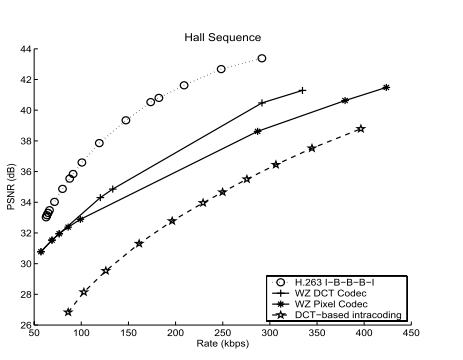 Hall Sequence
44
42
40
38
36
34
32
30
28
26
PSNR (dB)
50 100 150 200 250 300 350 400 450
Rate (kbps)
H.263 I−B−B−B−I
WZ DCT Codec
WZ Pixel Codec
DCT−based intracoding